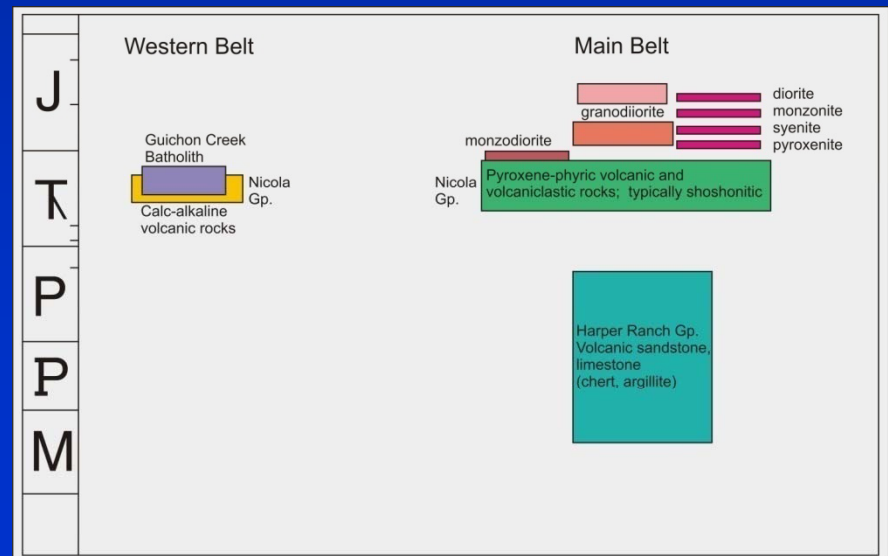 Western Belt
Main Belt
J
Ћ
P
ꟼP
M
Guichon Creek
Batholith
Nicola
Gp.
Calc-alkaline
volcanic rocks
diorite
granodiiorite
monzonite
syenite
monzodiorite
pyroxenite
Nicola
Gp.
Pyroxene-phyric volcanic and
volcaniclastic rocks; typically shoshonitic
Harper Ranch Gp.
Volcanic sandstone,
limestone
(chert, argillite)